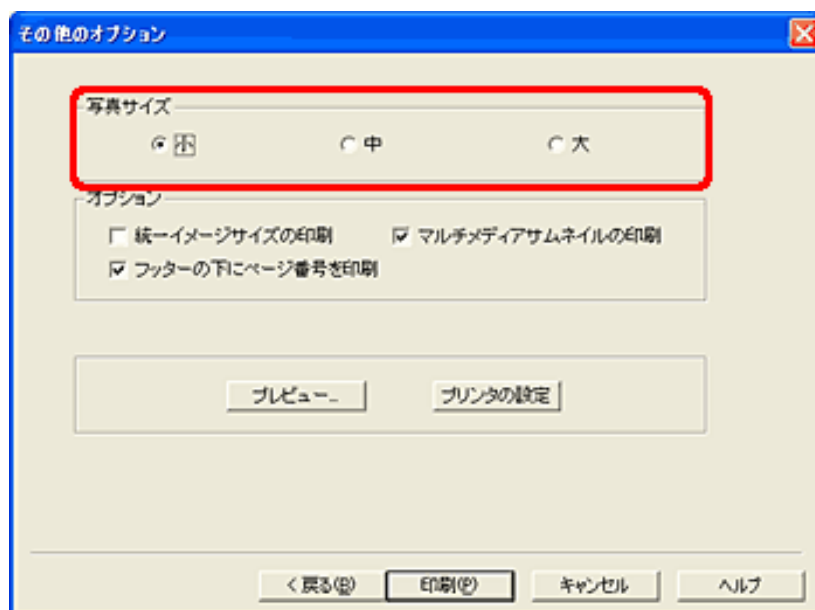 その他のオプション
写真サイズ
小 中 大
オプション
統一イメージサイズの印刷 マルチメディアサムネイルの印刷
フッターの下にページ番号を印刷
プレビュー... プリンタの設定
< 戻る(B) 印刷(P) キャンセル ヘルプ